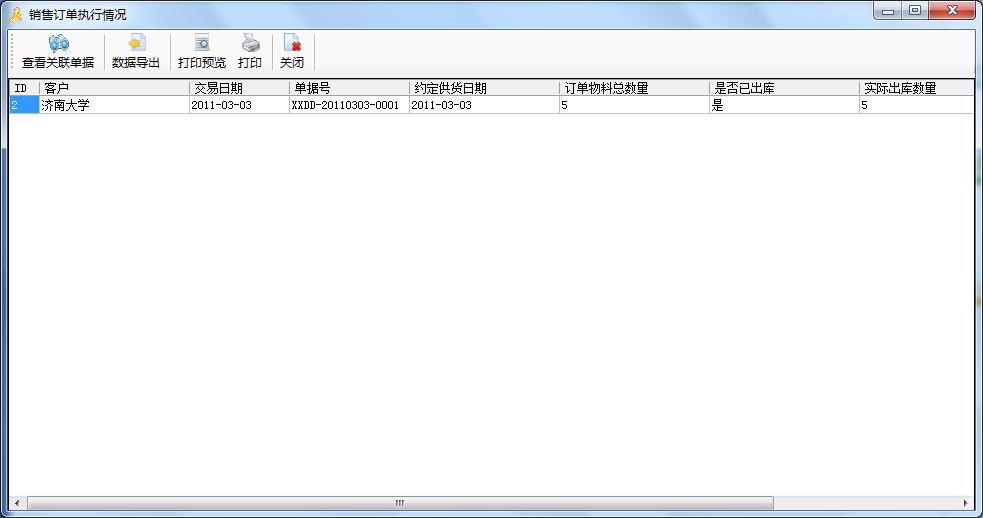 销售订单执行情况
查看关联单据 数据导出 打印预览 打印 关闭
ID 客户 交易日期 单据号 约定供货日期 订单物料总数量 是否已出库 实际出库数量
2 济南大学 2011-03-03 XXDD-20110303-0001 2011-03-03 5 是 5